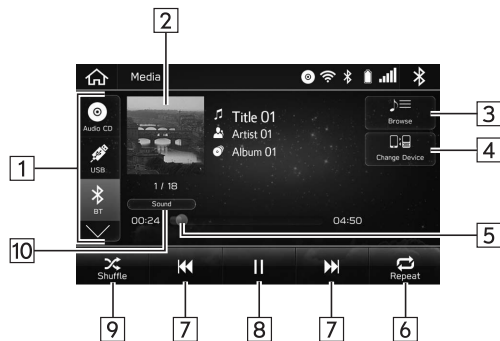 2
Media
Audio CD
USB
BT
Title 01
Artist 01
Album 01
1 / 18
Sound
00:24
04:50
Browse
Change Device
Shuffle
Repeat
1
3
4
5
10
9
7
8
7
6